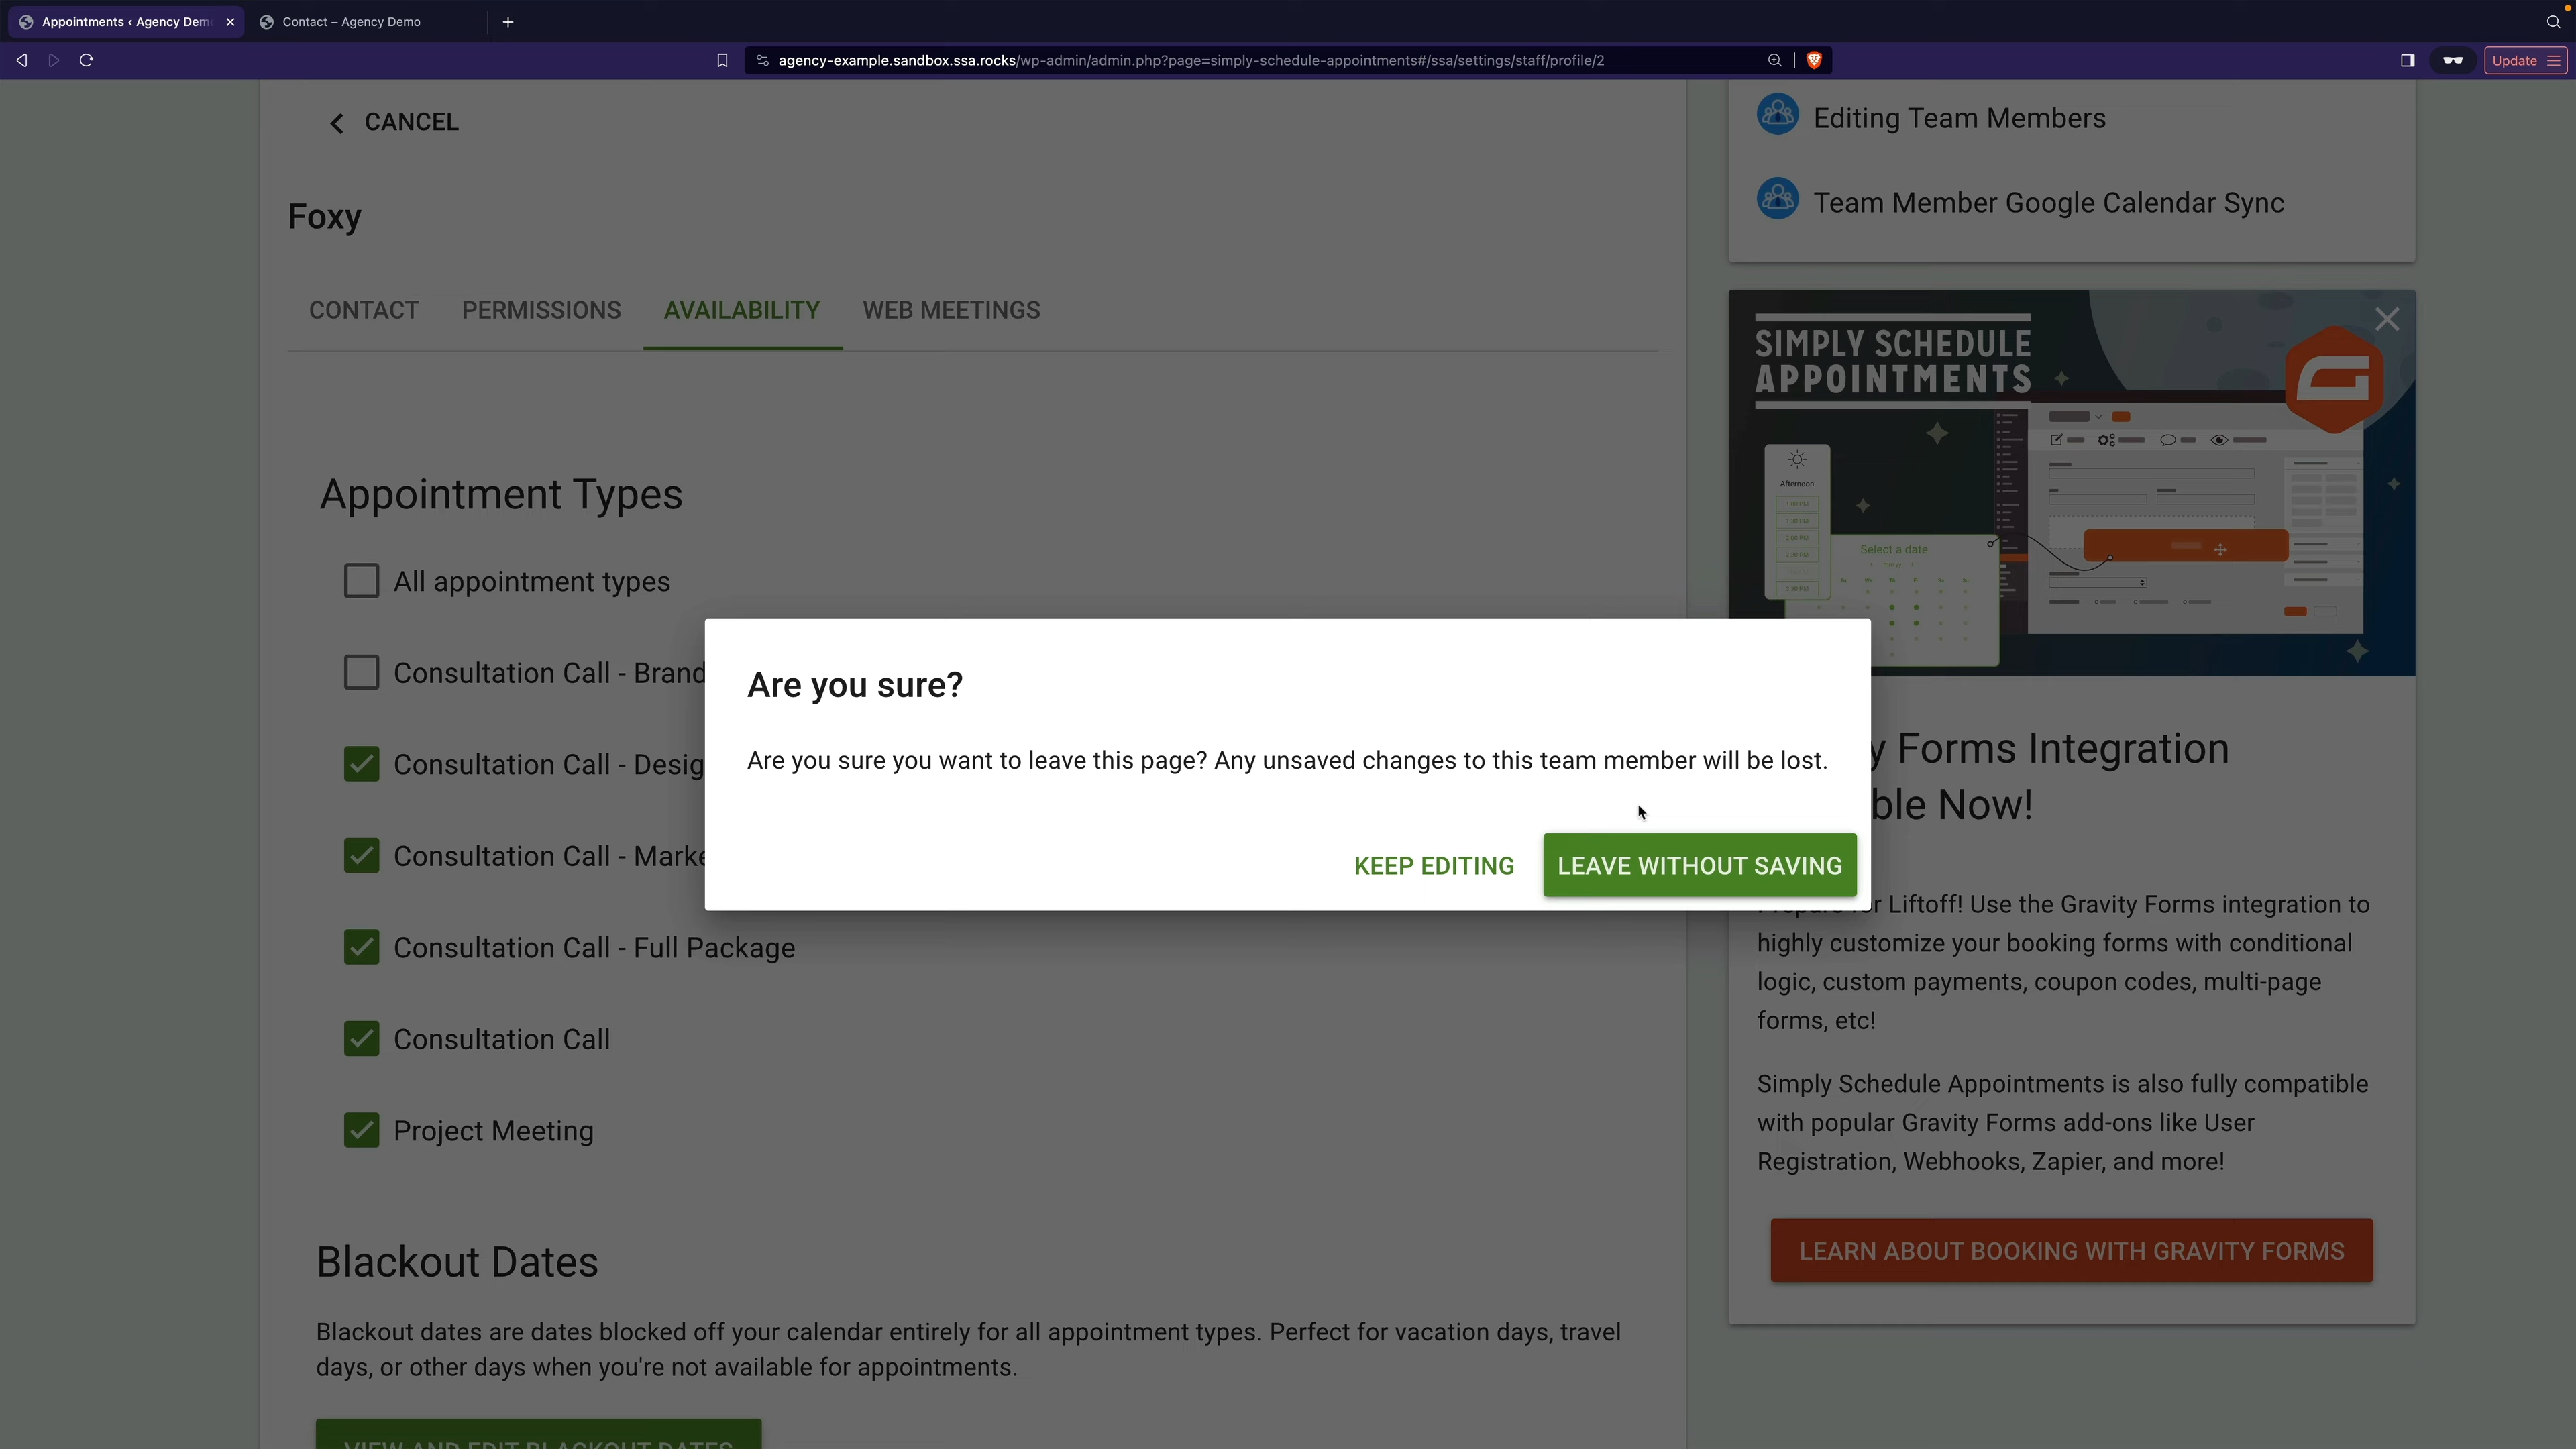 Appointments ‹ Agency Dem
Contact – Agency Demo
agency-example.sandbox.ssa.rocks/wp-admin/admin.php?page=simply-schedule-appointments#/ssa/settings/staff/profile/2
Update
CANCEL
Foxy
CONTACT
PERMISSIONS
AVAILABILITY
WEB MEETINGS
Appointment Types
All appointment types
Consultation Call - Brand
Consultation Call - Desig
Consultation Call - Marke
Consultation Call - Full Package
Consultation Call
Project Meeting
Blackout Dates
Blackout dates are dates blocked off your calendar entirely for all appointment types. Perfect for vacation days, travel
days, or other days when you're not available for appointments.
VIEW AND EDIT BLACKOUT DATES
Are you sure?
Are you sure you want to leave this page? Any unsaved changes to this team member will be lost.
KEEP EDITING
LEAVE WITHOUT SAVING
Editing Team Members
Team Member Google Calendar Sync
SIMPLY SCHEDULE
APPOINTMENTS
Afternoon
Select a date
y Forms Integration
ble Now!
Prepare for Liftoff! Use the Gravity Forms integration to
highly customize your booking forms with conditional
logic, custom payments, coupon codes, multi-page
forms, etc!
Simply Schedule Appointments is also fully compatible
with popular Gravity Forms add-ons like User
Registration, Webhooks, Zapier, and more!
LEARN ABOUT BOOKING WITH GRAVITY FORMS